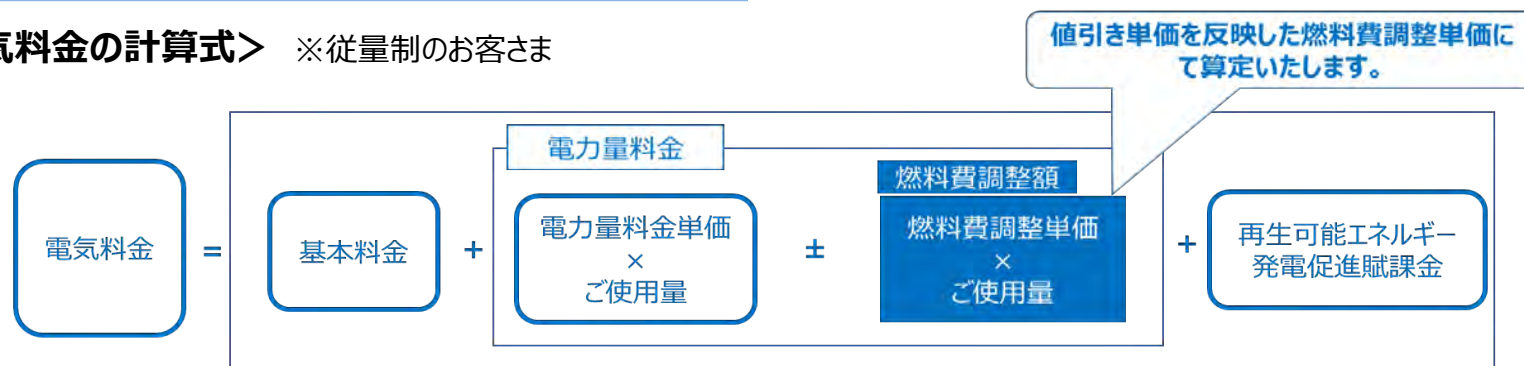 気料金の計算式＞ ※従量制のお客さま
値引き単価を反映した燃料費調整単価に
て算定いたします。
電気料金
=
基本料金
+
電力量料金
電力量料金単価
×
ご使用量
±
燃料費調整額
燃料費調整単価
×
ご使用量
+
再生可能エネルギー
発電促進賦課金